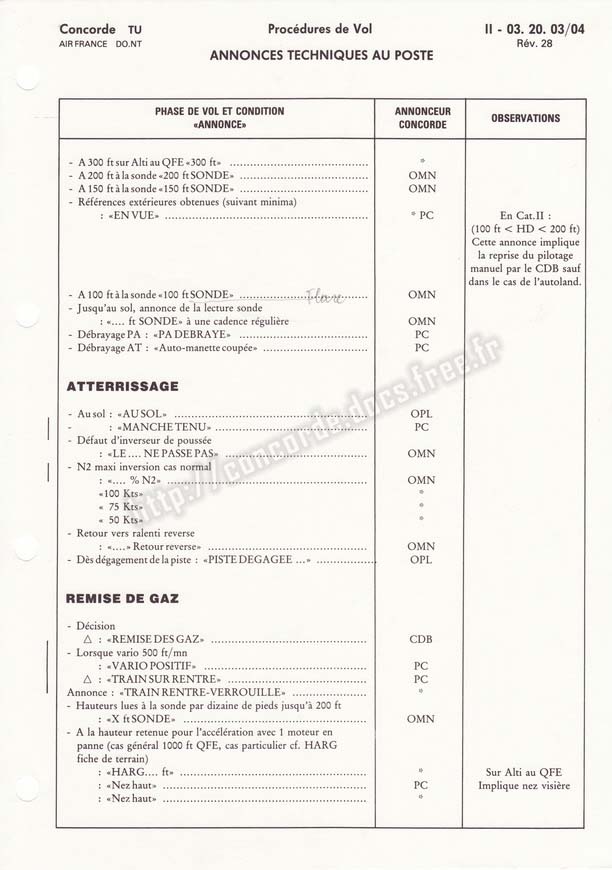 Concorde TU
Procédures de Vol
II - 03. 20. 03/04
AIR FRANCE DO.NT
Rév. 28
ANNONCES TECHNIQUES AU POSTE
PHASE DE VOL ET CONDITION
«ANNONCE»
ANNONCEUR
CONCORDE
OBSERVATIONS
- A 300 ft sur Alti au QFE «300 ft» ........................................ *
- A 200 ft à la sonde «200 ft SONDE» ..................................... OMN
- A 150 ft à la sonde «150 ft SONDE» ..................................... OMN
- Références extérieures obtenues (suivant minima)
: «EN VUE» ............................................................ * PC
En Cat.II :
(100 ft < HD < 200 ft)
Cette annonce implique
la reprise du pilotage
manuel par le CDB sauf
dans le cas de l'autoland.
- A 100 ft à la sonde «100 ft SONDE» ........ Flare ........ OMN
- Jusqu'au sol, annonce de la lecture sonde
: «.... ft SONDE» à une cadence régulière OMN
- Débrayage PA : «PA DEBRAYE» ................................... PC
- Débrayage AT : «Auto-manette coupée» .......................... PC
ATTERRISSAGE
- Au sol : «AU SOL» ................................................ OPL
- : «MANCHE TENU» ........................................ PC
- Défaut d'inverseur de poussée
: «LE .... NE PASSE PAS» ........................................ OMN
- N2 maxi inversion cas normal
: «.... % N2» .................................................... OMN
«100 Kts» *
« 75 Kts» *
« 50 Kts» *
- Retour vers ralenti reverse
: «....» Retour reverse» ........................................ OMN
- Dès dégagement de la piste : «PISTE DEGAGEE ...» .................. OPL
REMISE DE GAZ
- Décision
△ : «REMISE DES GAZ» ........................................ CDB
- Lorsque vario 500 ft/mn
: «VARIO POSITIF» ........................................ PC
△ : «TRAIN SUR RENTRE» ........................................ PC
Annonce : «TRAIN RENTRE-VERROUILLE» ...................... *
- Hauteurs lues à la sonde par dizaine de pieds jusqu'à 200 ft
: «X ft SONDE» ........................................ OMN
- A la hauteur retenue pour l'accélération avec 1 moteur en
panne (cas général 1000 ft QFE, cas particulier cf. HARG
fiche de terrain)
: «HARG.... ft» ........................................ * Sur Alti au QFE
: «Nez haut» ........................................ PC Implique nez visière
: «Nez haut» ........................................ *
http://concorde.docs.free.fr